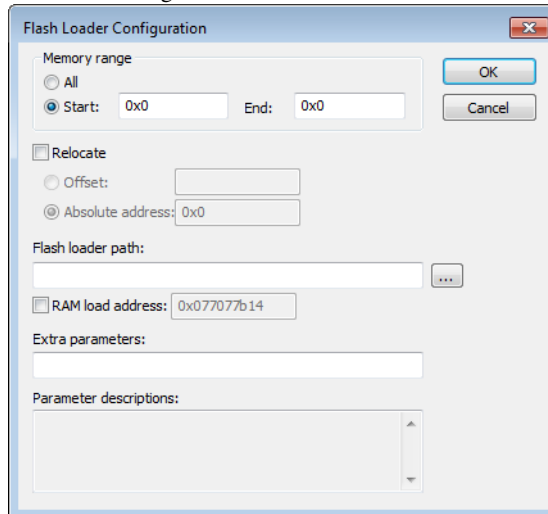 Flash Loader Configuration
Memory range
All
OK
Start: 0x0 End: 0x0
Cancel
Relocate
Offset:
Absolute address: 0x0
Flash loader path:
...
RAM load address: 0x077077b14
Extra parameters:
Parameter descriptions: